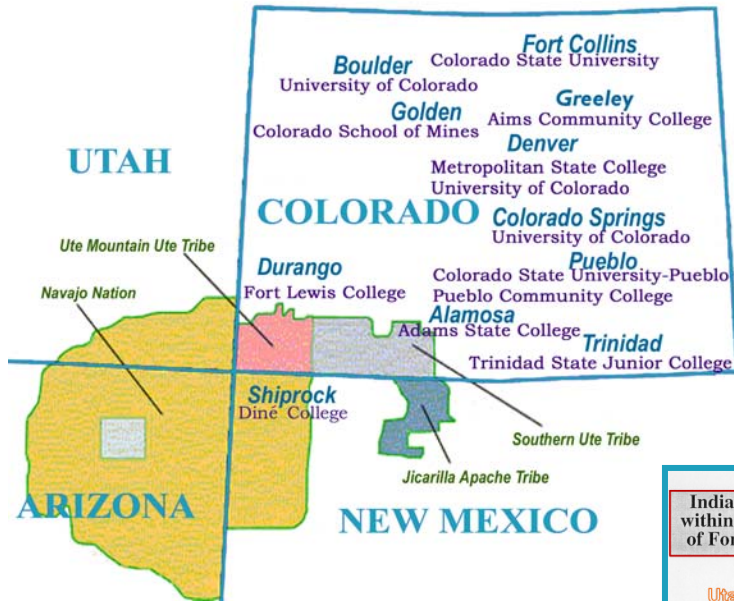 Fort Collins
Colorado State University
Boulder
University of Colorado
Greeley
Aims Community College
Golden
Colorado School of Mines
Denver
Metropolitan State College
University of Colorado
UTAH
COLORADO
Colorado Springs
University of Colorado
Ute Mountain Ute Tribe
Durango
Fort Lewis College
Pueblo
Colorado State University-Pueblo
Pueblo Community College
Navajo Nation
Alamosa
Adams State College
Trinidad
Trinidad State Junior College
Shiprock
Diné College
Southern Ute Tribe
Jicarilla Apache Tribe
ARIZONA
NEW MEXICO
within
of